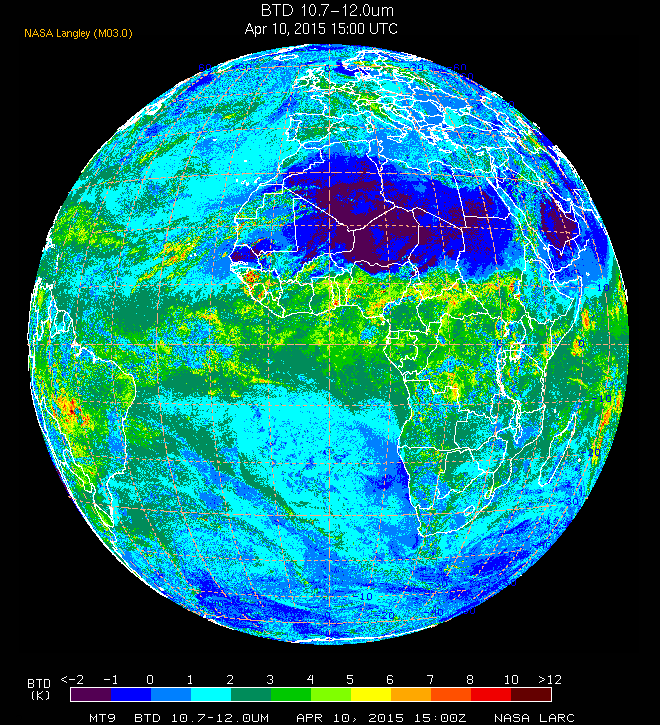 BTD 10.7-12.0um
Apr 10, 2015 15:00 UTC
NASA Langley (M03.0)
-10
BTD (K)
<-2 -1 0 1 2 3 4 5 6 7 8 10 >12
MT9 BTD 10.7-12.0UM APR 10, 2015 15:00Z NASA LARC